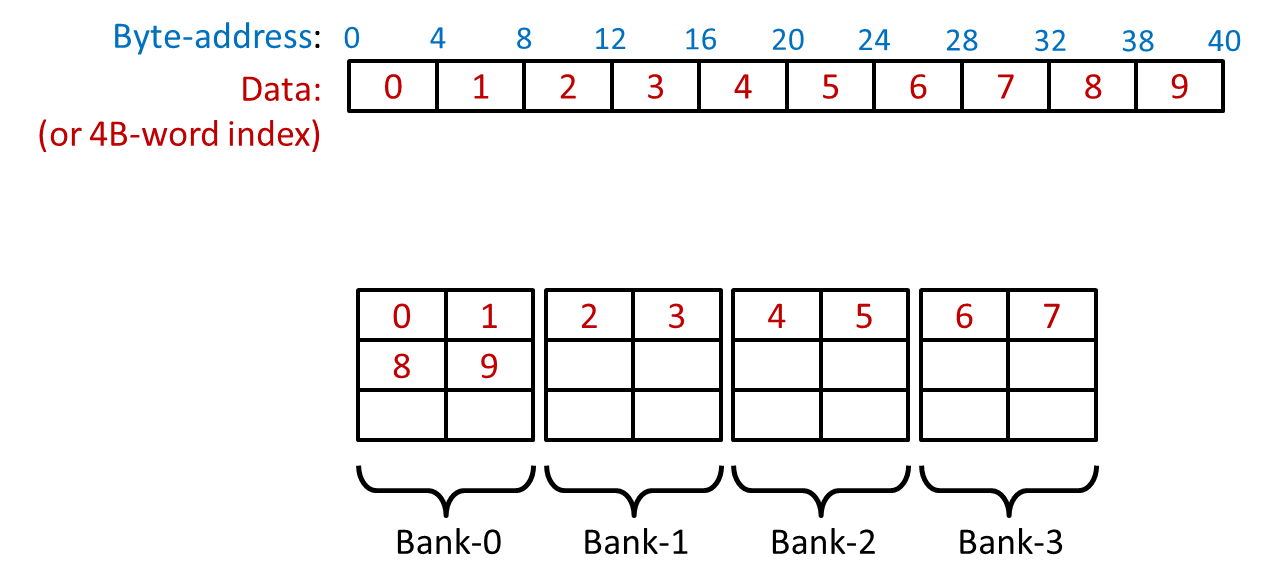 Byte-address: 0 4 8 12 16 20 24 28 32 38 40
Data: 0 1 2 3 4 5 6 7 8 9
(or 4B-word index)
0 1 2 3 4 5 6 7
8 9
Bank-0 Bank-1 Bank-2 Bank-3